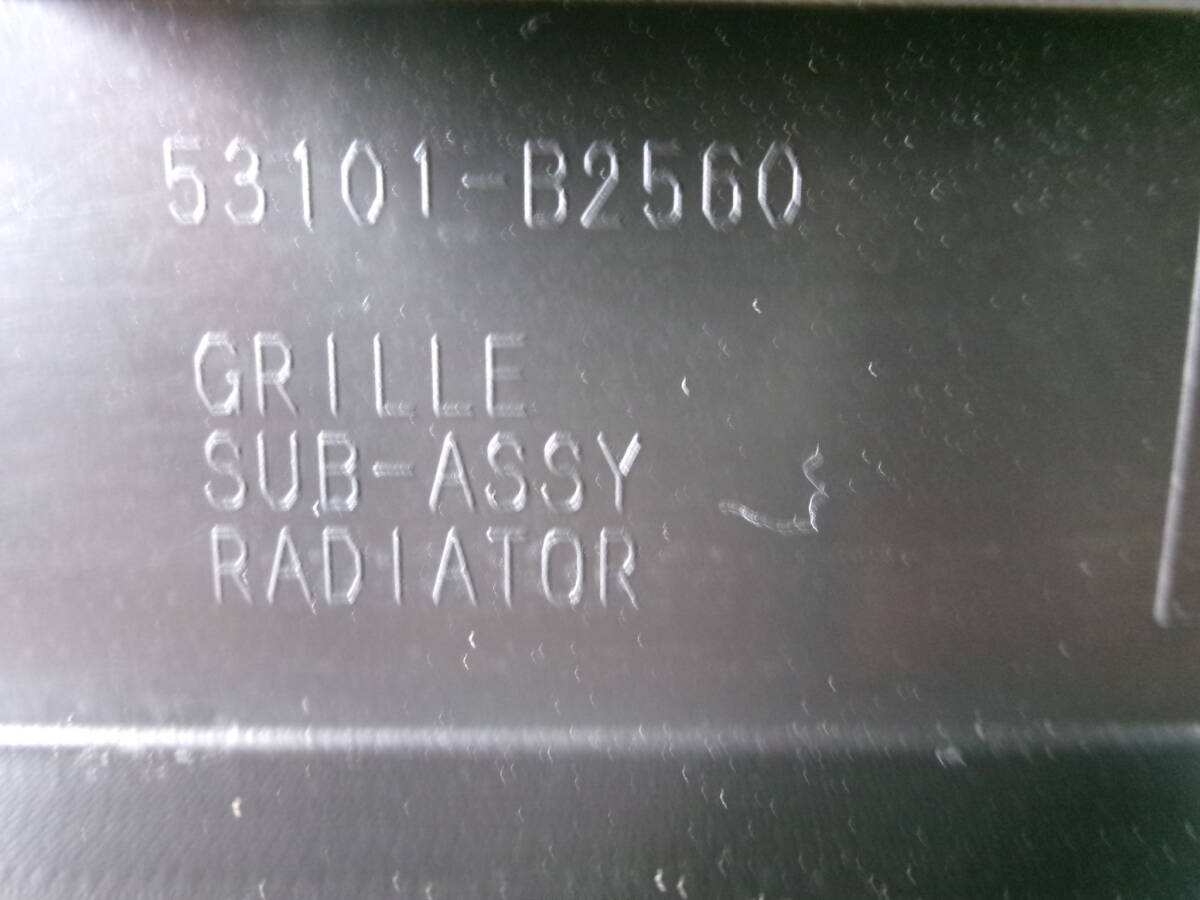 53101-B2560
GRILLE
SUB-ASSY
RADIATOR